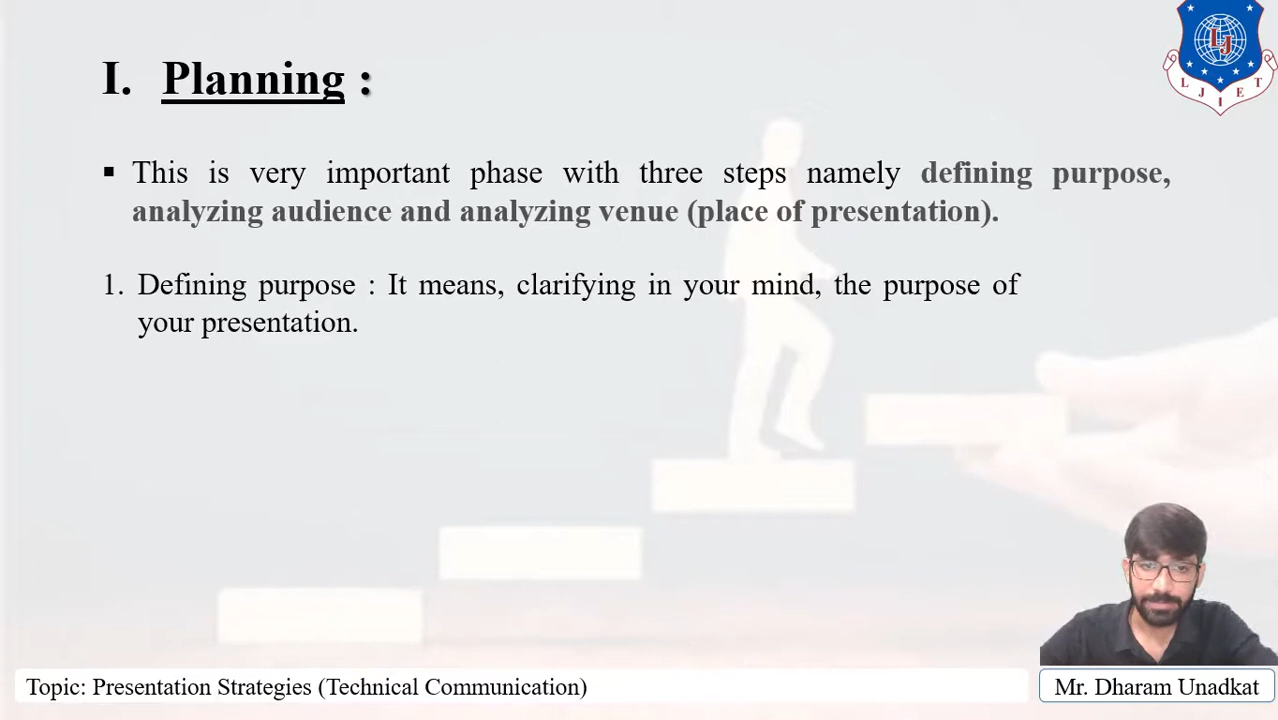 I. Planning :
▪ This is very important phase with three steps namely defining purpose,
analyzing audience and analyzing venue (place of presentation).
1. Defining purpose : It means, clarifying in your mind, the purpose of
your presentation.
Topic: Presentation Strategies (Technical Communication)
Mr. Dharam Unadkat
LJ
L J I E T